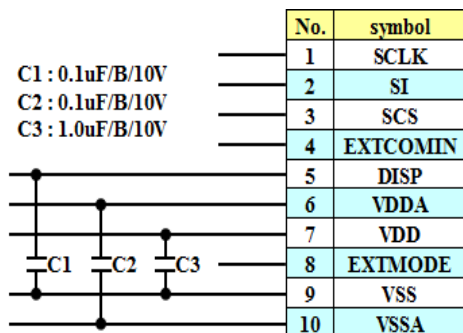 No. symbol
1 SCLK
C1 : 0.1uF/B/10V
2 SI
C2 : 0.1uF/B/10V
3 SCS
C3 : 1.0uF/B/10V
4 EXTCOMIN
5 DISP
6 VDDA
7 VDD
C1 C2 C3
8 EXTMODE
9 VSS
10 VSSA